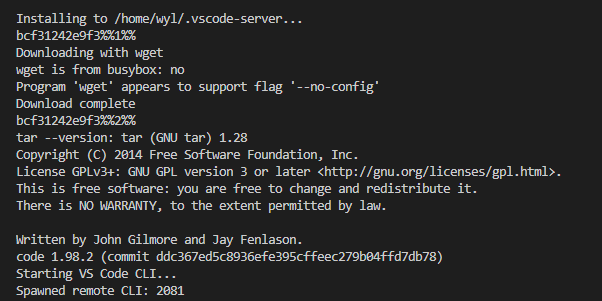 Installing to /home/wyl/.vscode-server...
bcf31242e9f3%%1%%
Downloading with wget
wget is from busybox: no
Program 'wget' appears to support flag '--no-config'
Download complete
bcf31242e9f3%%2%%
tar --version: tar (GNU tar) 1.28
Copyright (C) 2014 Free Software Foundation, Inc.
License GPLv3+: GNU GPL version 3 or later <http://gnu.org/licenses/gpl.html>.
This is free software: you are free to change and redistribute it.
There is NO WARRANTY, to the extent permitted by law.

Written by John Gilmore and Jay Fenlason.
code 1.98.2 (commit ddc367ed5c8936efe395cffeec279b04ffd7db78)
Starting VS Code CLI...
Spawned remote CLI: 2081